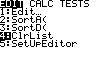 EDIT CALC TESTS
1:Edit…
2:SortA(
3:SortD(
4:ClrList
5:SetUpEditor